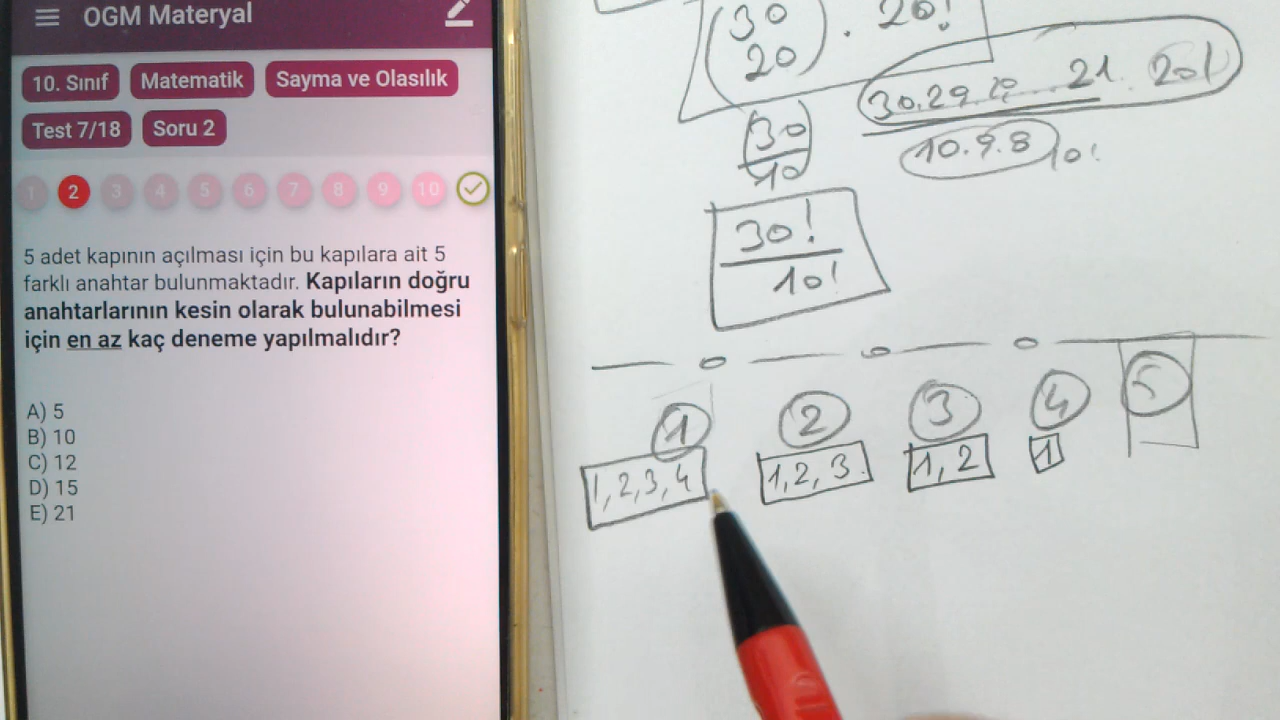 OGM Materyal
10. Sınıf
Matematik
Sayma ve Olasılık
Test 7/18
Soru 2
1 2 3 4 5 6 7 8 9 10
5 adet kapının açılması için bu kapılara ait 5
farklı anahtar bulunmaktadır. Kapıların doğru
anahtarlarının kesin olarak bulunabilmesi
için en az kaç deneme yapılmalıdır?
A) 5
B) 10
C) 12
D) 15
E) 21
(30
20) . 20!
30.29 ... 21 20!
10.9.8 10!
(30)
10
30!
10!
1 2 3 4 5
1,2,3,4 1,2,3 1,2 1